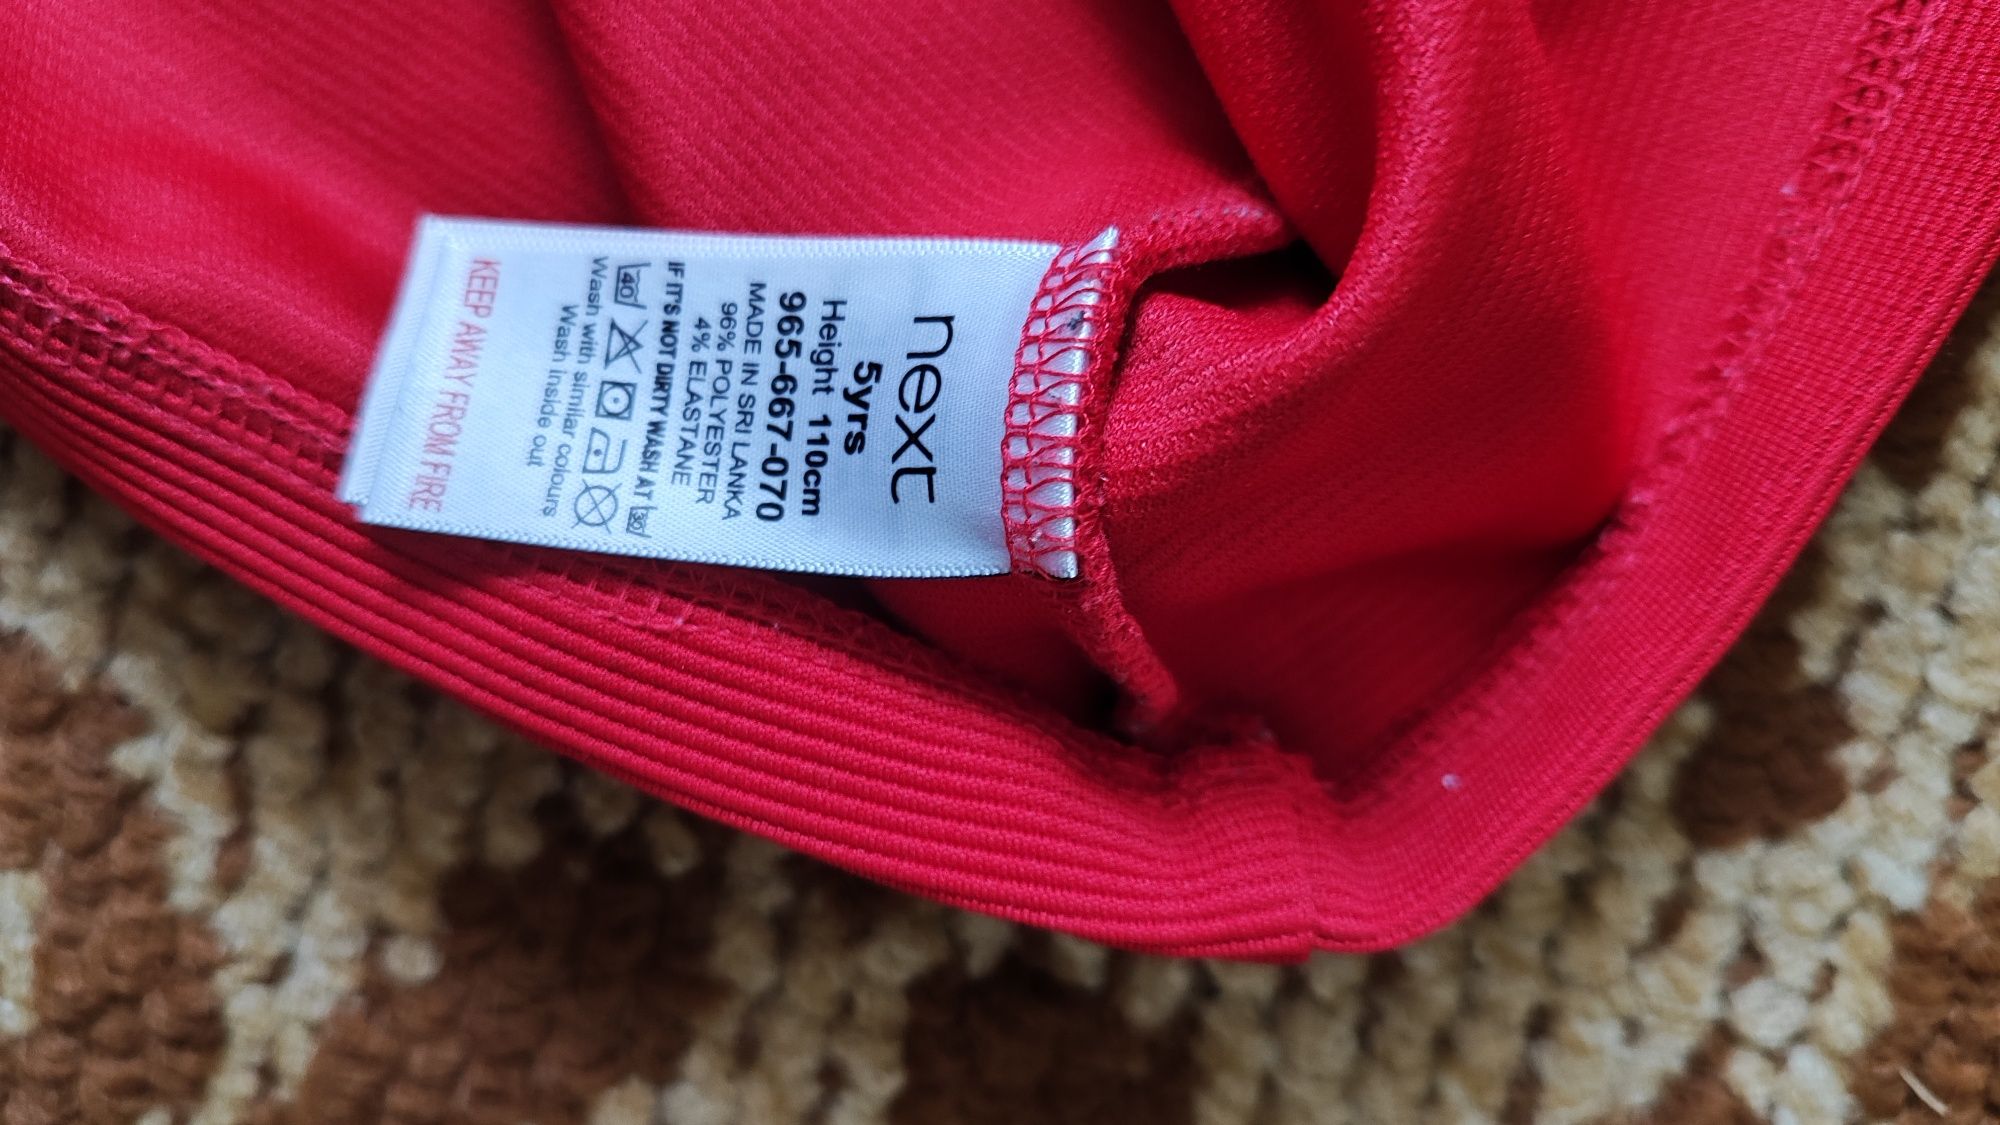 next
5yrs
Height 110cm
965-667-070
MADE IN SRI LANKA
96% POLYESTER
4% ELASTANE
IF IT'S NOT DIRTY WASH AT 30
40
Wash with similar colours
Wash inside out
KEEP AWAY FROM FIRE